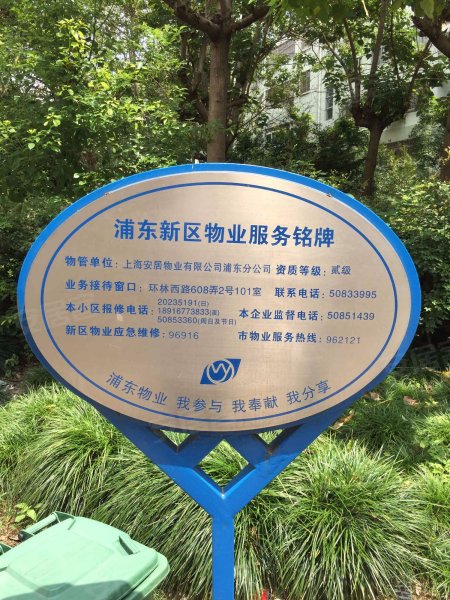 浦东新区物业服务铭牌
物管单位：上海安居物业有限公司浦东分公司 资质等级：贰级
业务接待窗口：环林西路608弄2号101室 联系电话：50833995
本小区报修电话：20235191(日)
18916773833(夜)
50853360(周日及节日)
本企业监督电话：50851439
新区物业应急维修：96916 市物业服务热线：962121
浦东物业 我参与 我奉献 我分享